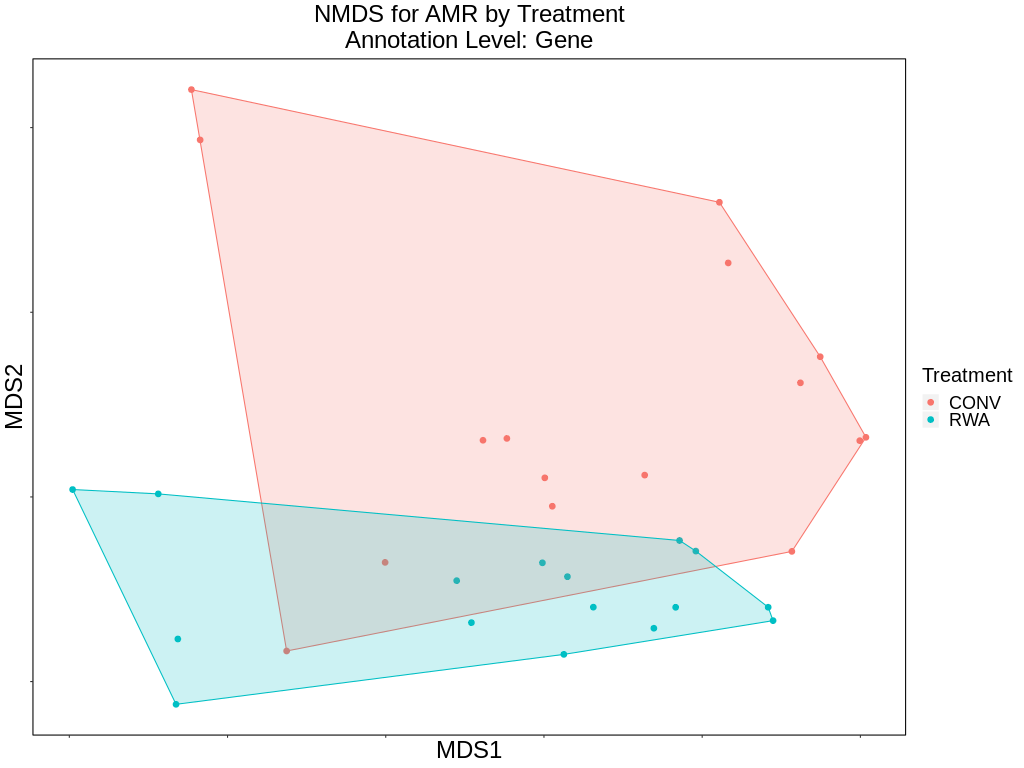 NMDS for AMR by Treatment
Annotation Level: Gene
MDS2
Treatment
CONV
RWA
MDS1